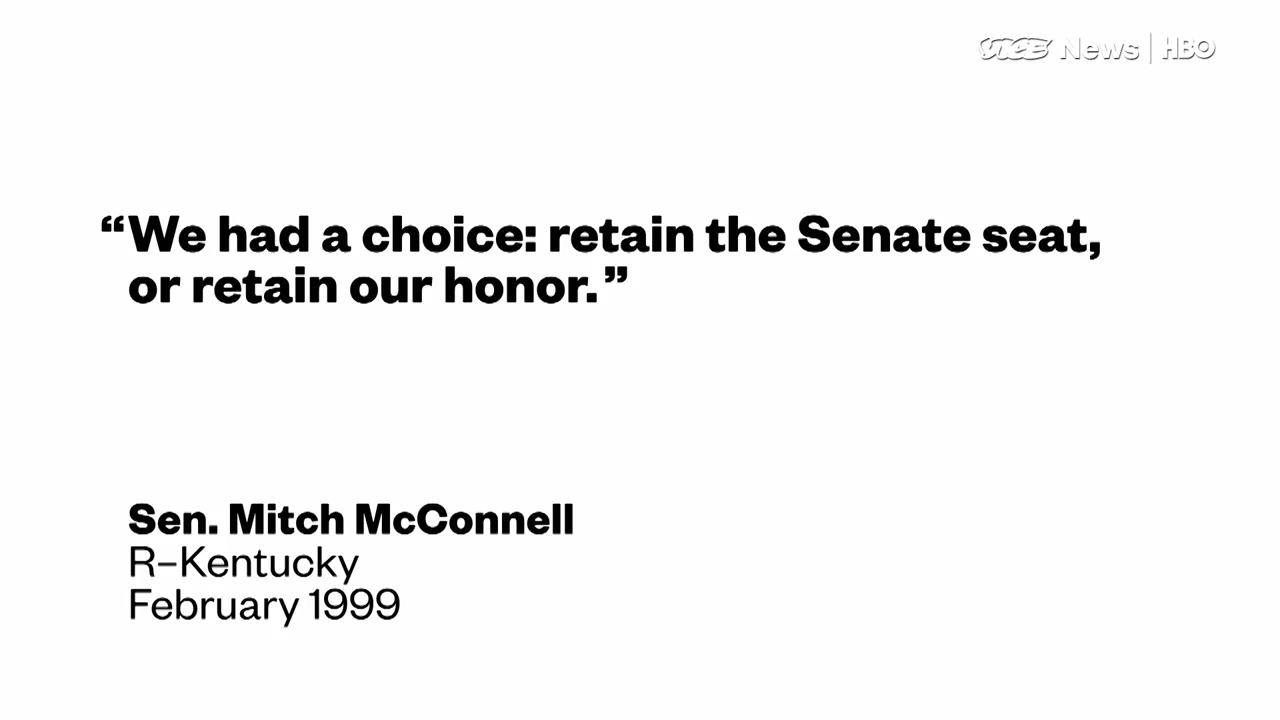 VICE News | HBO
“We had a choice: retain the Senate seat,
or retain our honor.”
Sen. Mitch McConnell
R–Kentucky
February 1999